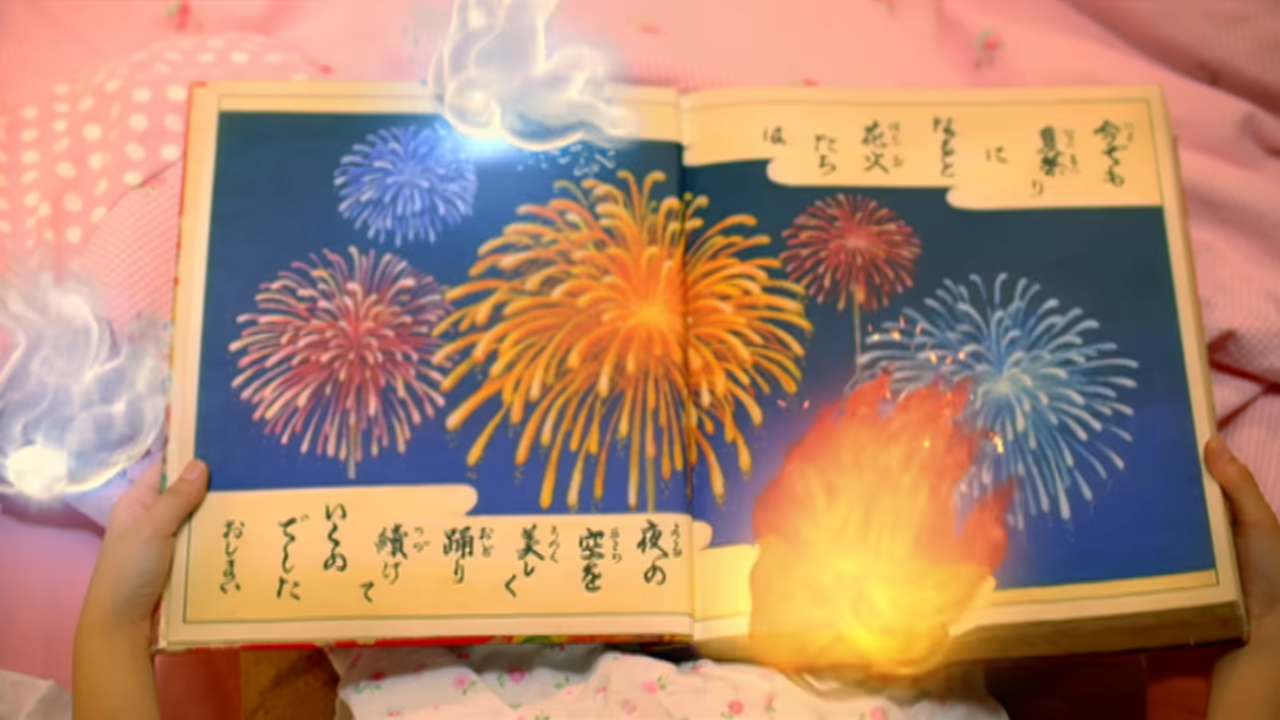 今でも
夏祭り
に
なると
花火
たち
は
夜の
空を
美しく
踊り
続けて
いくの
でした
おしまい